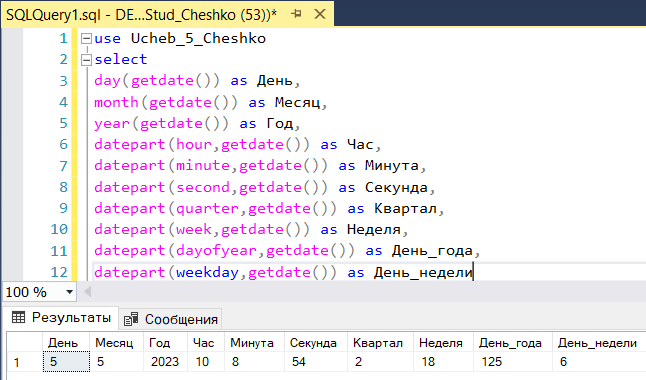 SQLQuery1.sql - DE...Stud_Cheshko (53))*
1 use Ucheb_5_Cheshko
2 select
3 day(getdate()) as День,
4 month(getdate()) as Месяц,
5 year(getdate()) as Год,
6 datepart(hour,getdate()) as Час,
7 datepart(minute,getdate()) as Минута,
8 datepart(second,getdate()) as Секунда,
9 datepart(quarter,getdate()) as Квартал,
10 datepart(week,getdate()) as Неделя,
11 datepart(dayofyear,getdate()) as День_года,
12 datepart(weekday,getdate()) as День_недели
100 %
Результаты Сообщения
День Месяц Год Час Минута Секунда Квартал Неделя День_года День_недели
1 5 5 2023 10 8 54 2 18 125 6